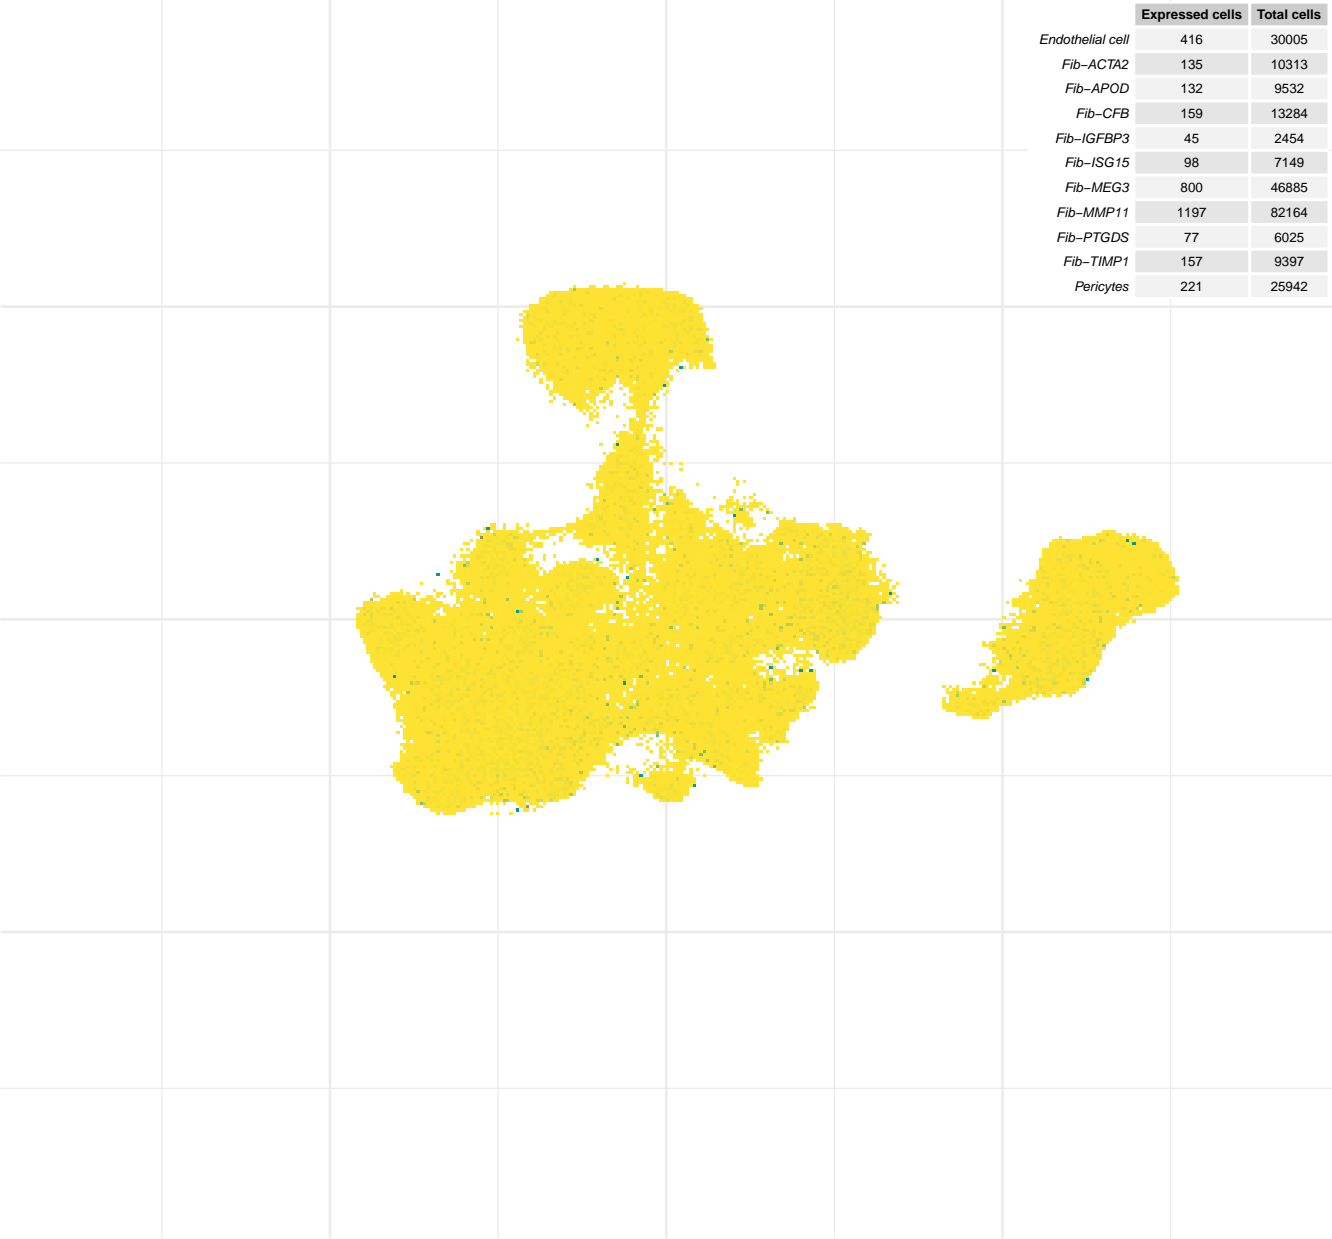 Expressed cells Total cells
Endothelial cell 416 30005
Fib−ACTA2 135 10313
Fib−APOD 132 9532
Fib−CFB 159 13284
Fib−IGFBP3 45 2454
Fib−ISG15 98 7149
Fib−MEG3 800 46885
Fib−MMP11 1197 82164
Fib−PTGDS 77 6025
Fib−TIMP1 157 9397
Pericytes 221 25942